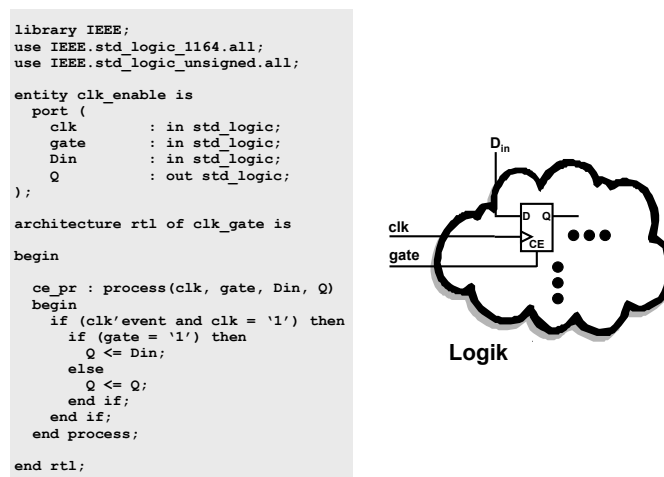 library IEEE;
use IEEE.std_logic_1164.all;
use IEEE.std_logic_unsigned.all;
entity clk_enable is
port (
clk : in std_logic;
gate : in std_logic;
Din : in std_logic;
Q : out std_logic;
);
architecture rtl of clk_gate is
begin
ce_pr : process(clk, gate, Din, Q)
begin
if (clk’event and clk = ‘1’) then
if (gate = ‘1’) then
Q <= Din;
else
Q <= Q;
end if;
end if;
end process;
end rtl;
Din
D Q
clk
CE
gate
Logik